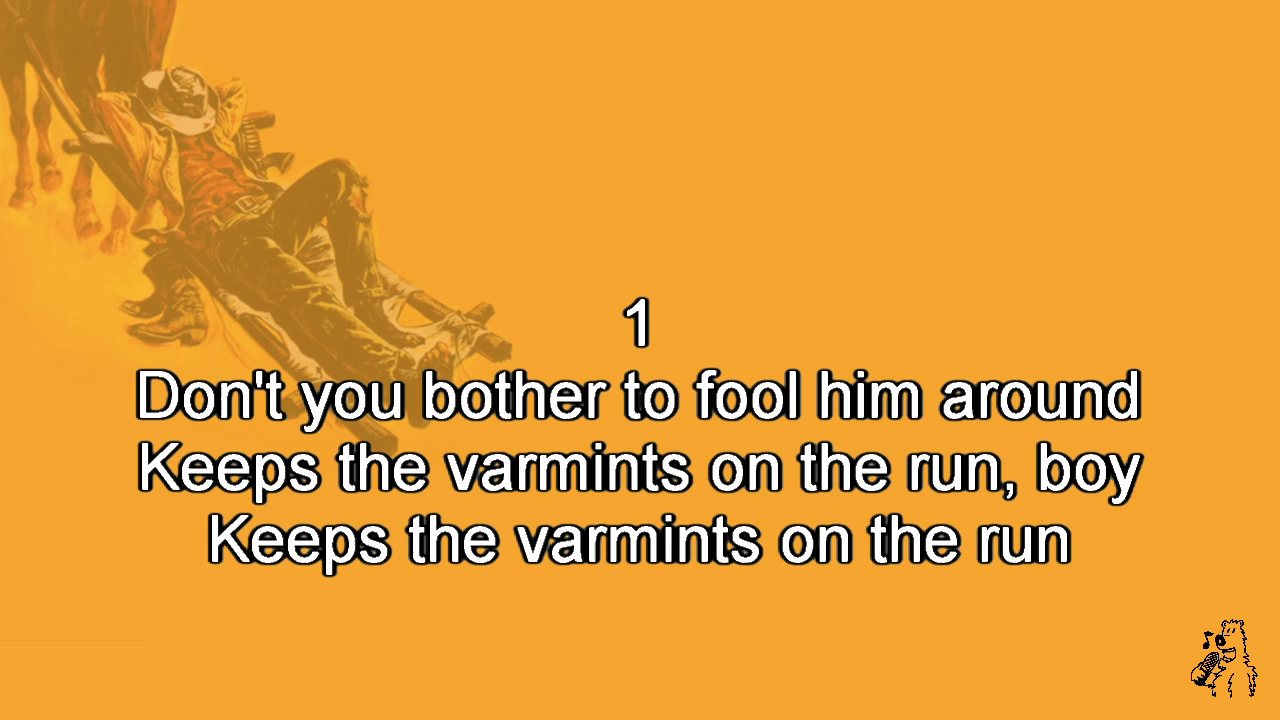 1
Don't you bother to fool him around
Keeps the varmints on the run, boy
Keeps the varmints on the run